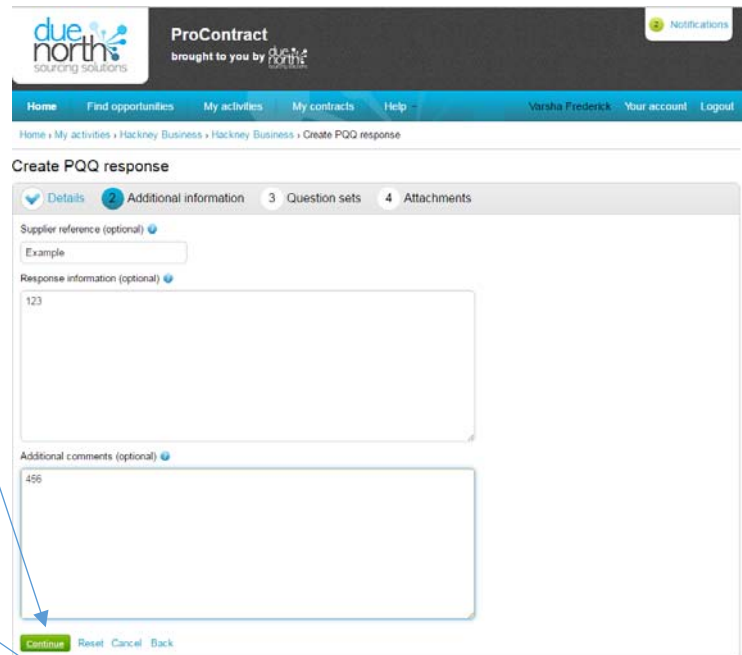 due north
sourcing solutions
ProContract
brought to you by due north
2 Notifications
Home Find opportunities My activities My contracts Help
Varsha Frederick Your account Logout
Home › My activities › Hackney Business › Hackney Business › Create PQQ response
Create PQQ response
Details 2 Additional information 3 Question sets 4 Attachments
Supplier reference (optional)
Example
Response information (optional)
123
Additional comments (optional)
456
Continue Reset Cancel Back